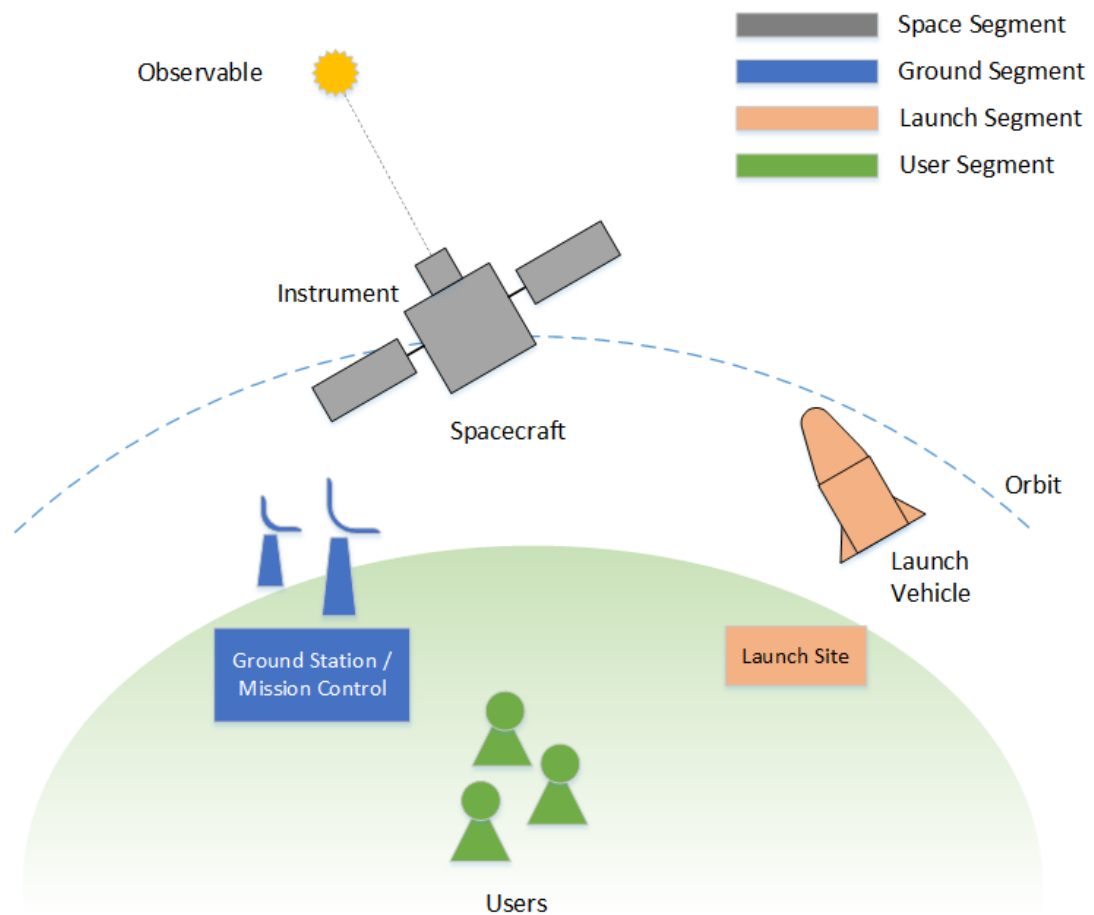 Space Segment
Observable
Ground Segment
Launch Segment
User Segment
Instrument
Spacecraft
Orbit
Launch
Vehicle
Ground Station /
Mission Control
Launch Site
Users